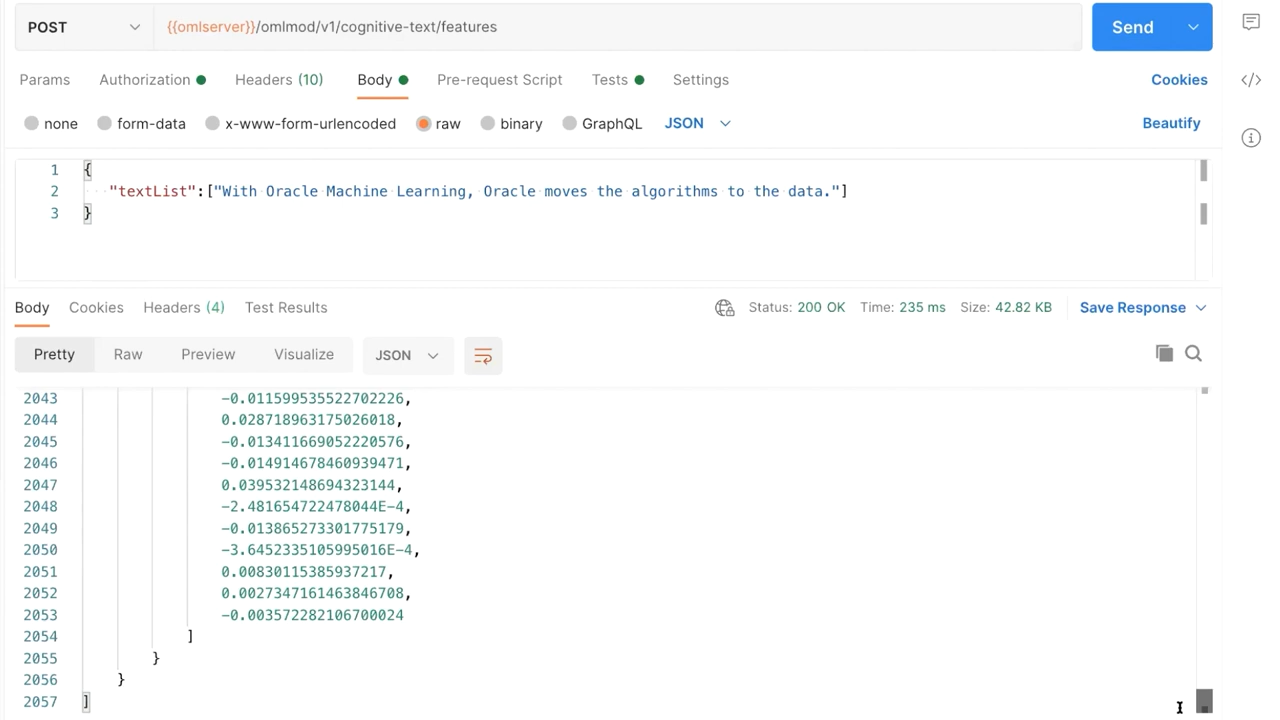 POST {{omlserver}}/omlmod/v1/cognitive-text/features Send
Params Authorization Headers (10) Body Pre-request Script Tests Settings Cookies
none form-data x-www-form-urlencoded raw binary GraphQL JSON Beautify
1 {
2 "textList":["With Oracle Machine Learning, Oracle moves the algorithms to the data."]
3 }
Body Cookies Headers (4) Test Results Status: 200 OK Time: 235 ms Size: 42.82 KB Save Response
Pretty Raw Preview Visualize JSON
2043 -0.011599535522702226,
2044 0.028718963175026018,
2045 -0.013411669052220576,
2046 -0.014914678460939471,
2047 0.039532148694323144,
2048 -2.481654722478044E-4,
2049 -0.013865273301775179,
2050 -3.6452335105995016E-4,
2051 0.00830115385937217,
2052 0.0027347161463846708,
2053 -0.003572282106700024
2054 ]
2055 }
2056 }
2057 ]